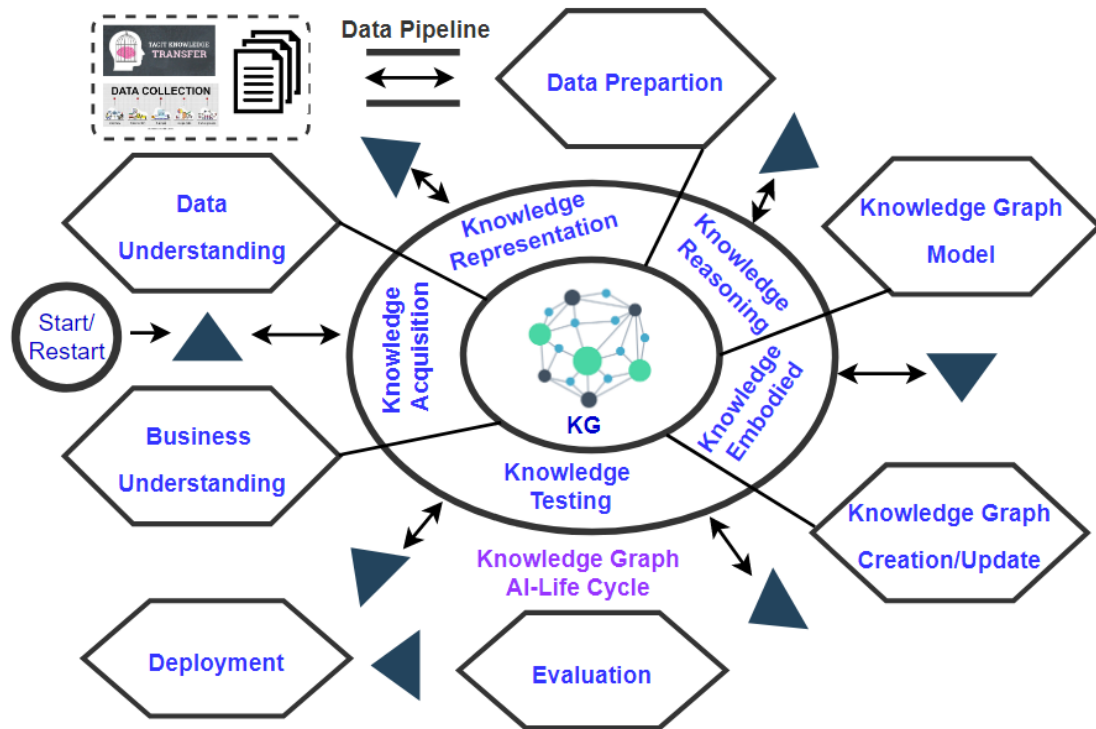 TACIT KNOWLEDGE
TRANSFER
DATA COLLECTION
Data Pipeline
Data Prepartion
Data
Understanding
Knowledge
Representation
Knowledge
Reasoning
Knowledge Graph
Model
Start/
Restart
Knowledge
Acquisition
KG
Knowledge
Embodied
Business
Understanding
Knowledge
Testing
Knowledge Graph
Creation/Update
Knowledge Graph
AI-Life Cycle
Deployment
Evaluation